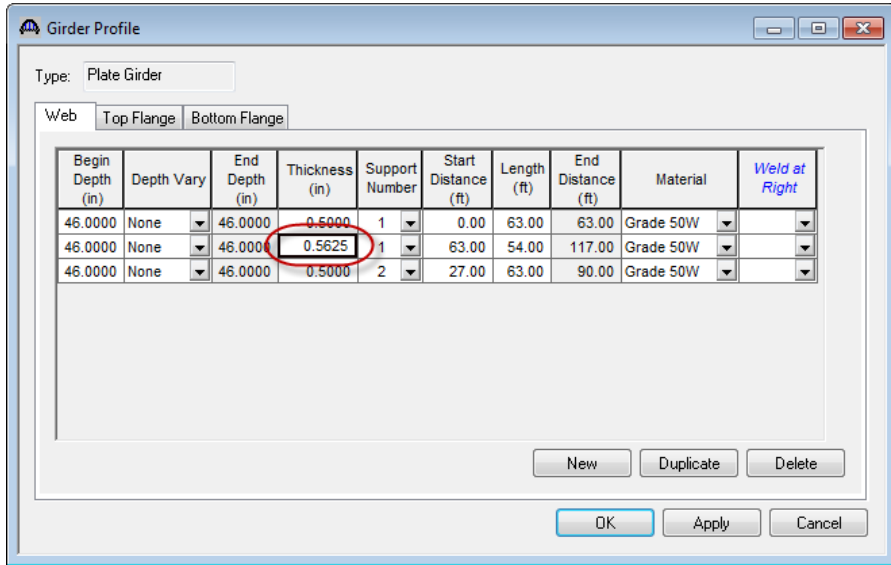 Girder Profile
Type: Plate Girder
Web Top Flange Bottom Flange
Begin Depth (in) Depth Vary End Depth (in) Thickness (in) Support Number Start Distance (ft) Length (ft) End Distance (ft) Material Weld at Right
46.0000 None 46.0000 0.5000 1 0.00 63.00 63.00 Grade 50W
46.0000 None 46.0000 0.5625 1 63.00 54.00 117.00 Grade 50W
46.0000 None 46.0000 0.5000 2 27.00 63.00 90.00 Grade 50W
New Duplicate Delete
OK Apply Cancel